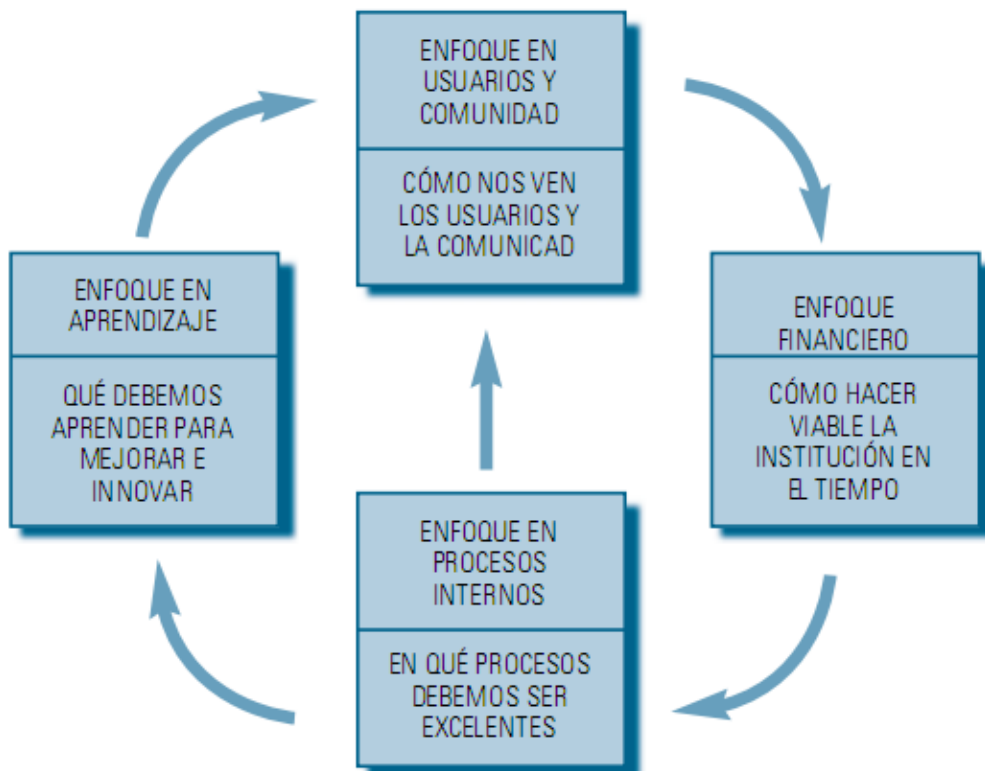 ENFOQUE EN
USUARIOS Y
COMUNIDAD
CÓMO NOS VEN
LOS USUARIOS Y
LA COMUNICAD
ENFOQUE EN
APRENDIZAJE
QUÉ DEBEMOS
APRENDER PARA
MEJORAR E
INNOVAR
ENFOQUE
FINANCIERO
CÓMO HACER
VIABLE LA
INSTITUCIÓN EN
EL TIEMPO
ENFOQUE EN
PROCESOS
INTERNOS
EN QUÉ PROCESOS
DEBEMOS SER
EXCELENTES